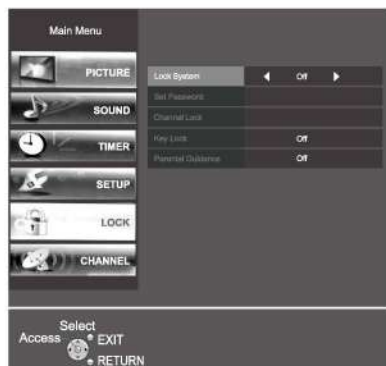 Main Menu
PICTURE
SOUND
TIMER
SETUP
LOCK
CHANNEL
Lock System Off
Set Password
Channel Lock
Key Lock Off
Parental Guidance Off
Select
Access
EXIT
RETURN